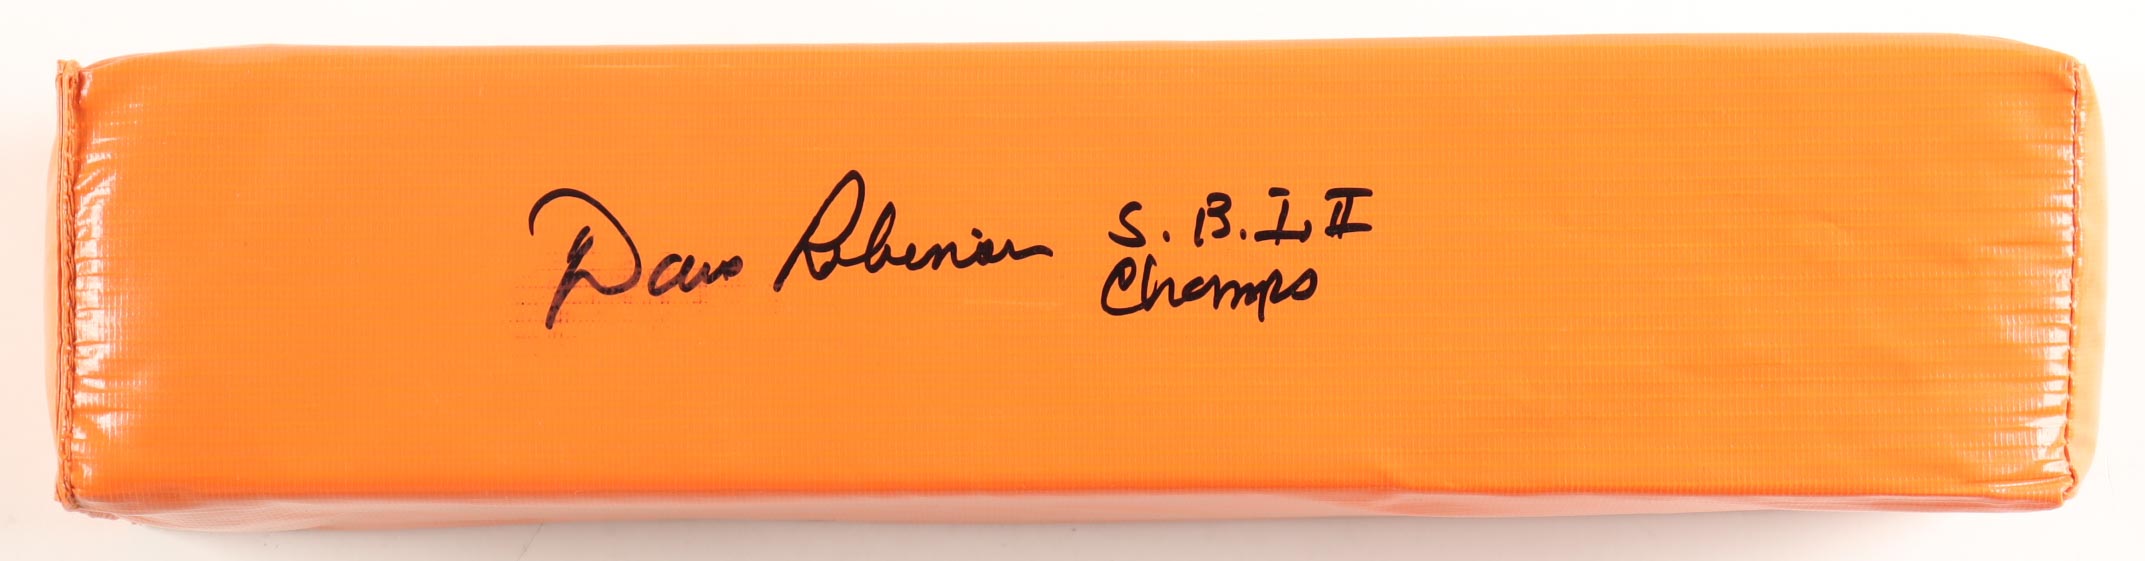 Dave Robinson S.B. I, II
Champs